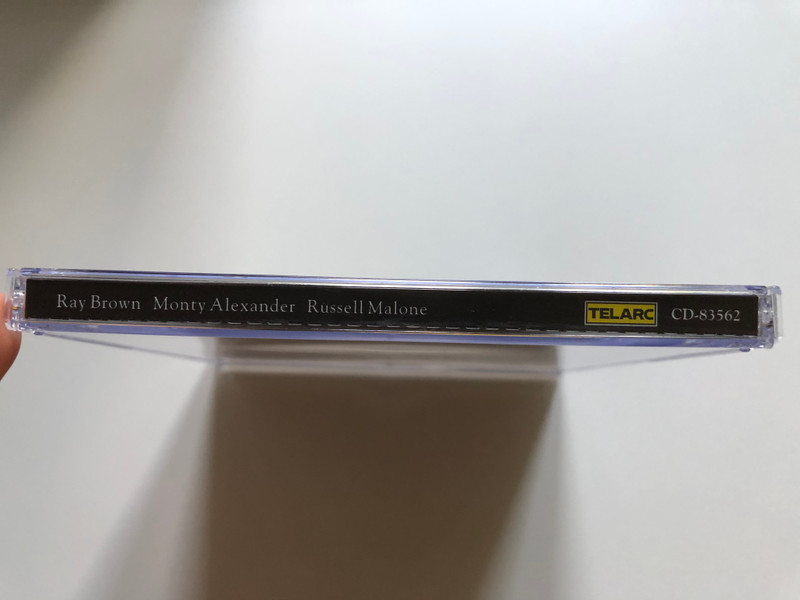 Ray Brown Monty Alexander Russell Malone TELARC CD-83562